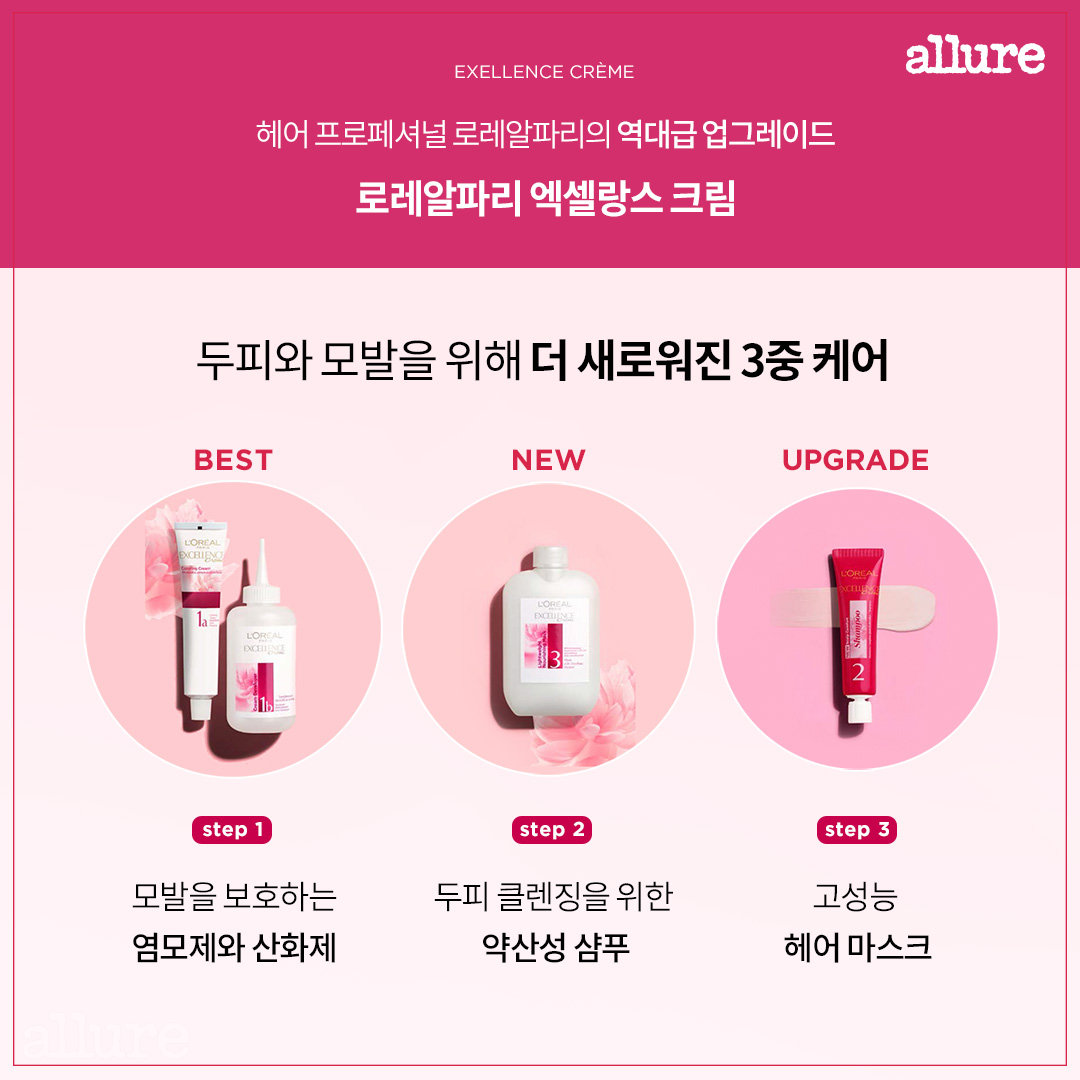 allure
EXELLENCE CRÈME
헤어 프로페셔널 로레알파리의 역대급 업그레이드
로레알파리 엑셀랑스 크림
두피와 모발을 위해 더 새로워진 3중 케어
BEST
NEW
UPGRADE
L'ORÉAL
PARIS
EXCELLENCE
Crème
1a
L'ORÉAL
PARIS
EXCELLENCE
1b
L'ORÉAL
PARIS
EXCELLENCE
3
L'ORÉAL
PARIS
EXCELLENCE
Shampoo
2
step 1
step 2
step 3
모발을 보호하는
염모제와 산화제
두피 클렌징을 위한
약산성 샴푸
고성능
헤어 마스크
allure